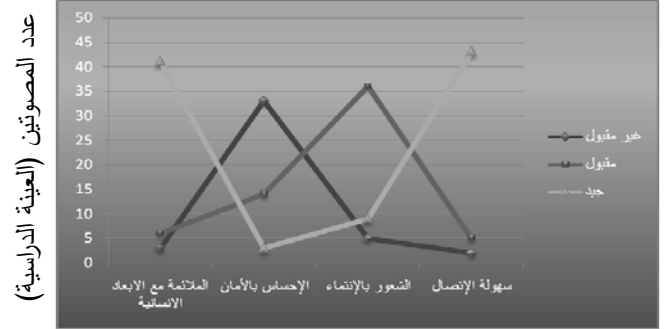 عدد المصوتين (العينة الدراسية)
50
45
40
35
30
25
20
15
10
5
0
الملائمة مع الابعاد
الانسانية
الإحساس بالأمان
الشعور بالإنتماء
سهولة الإتصال
غير مقبول
مقبول
جيد